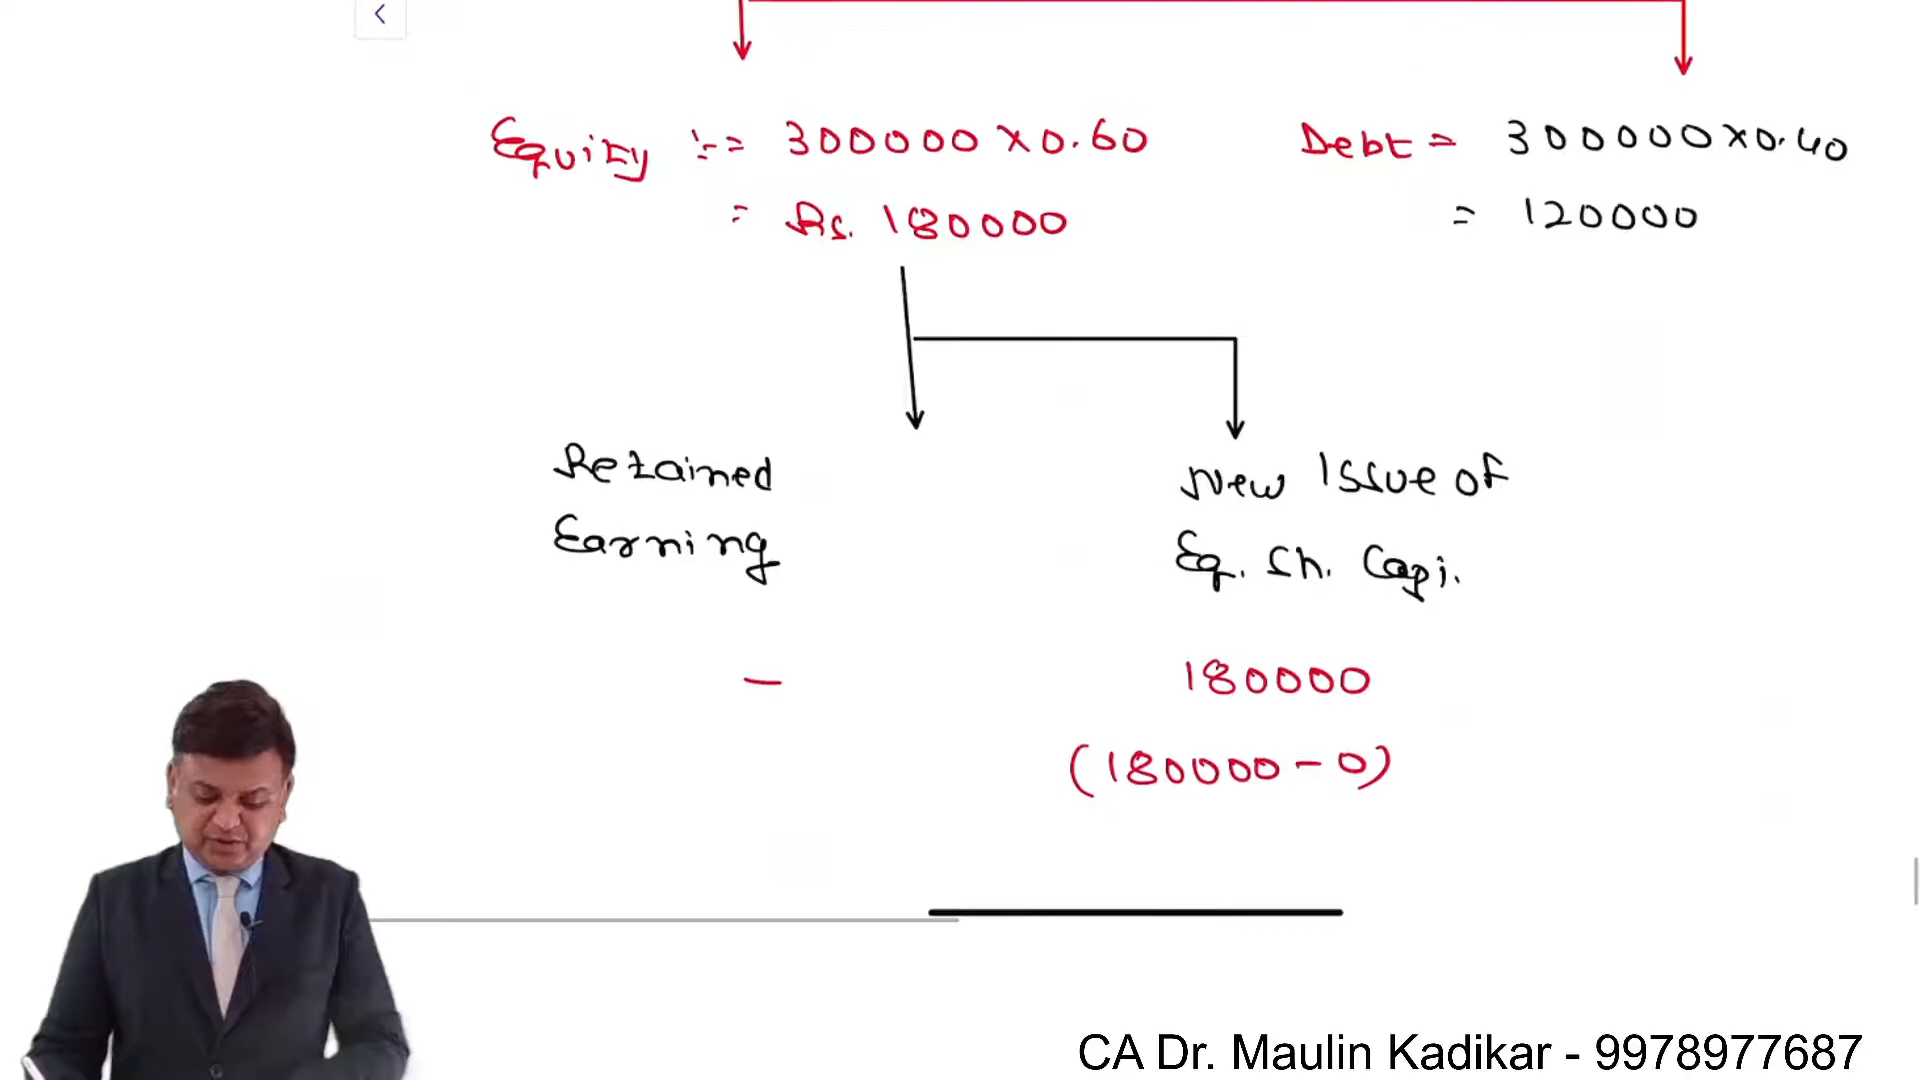 Equity :- = 300000 x 0.60
= Rs. 180000
Debt = 300000 x 0.40
= 120000
Retained
Earning
New Issue of
Eq. Sh. Capi.
- 180000
(180000 - 0)
CA Dr. Maulin Kadikar - 9978977687